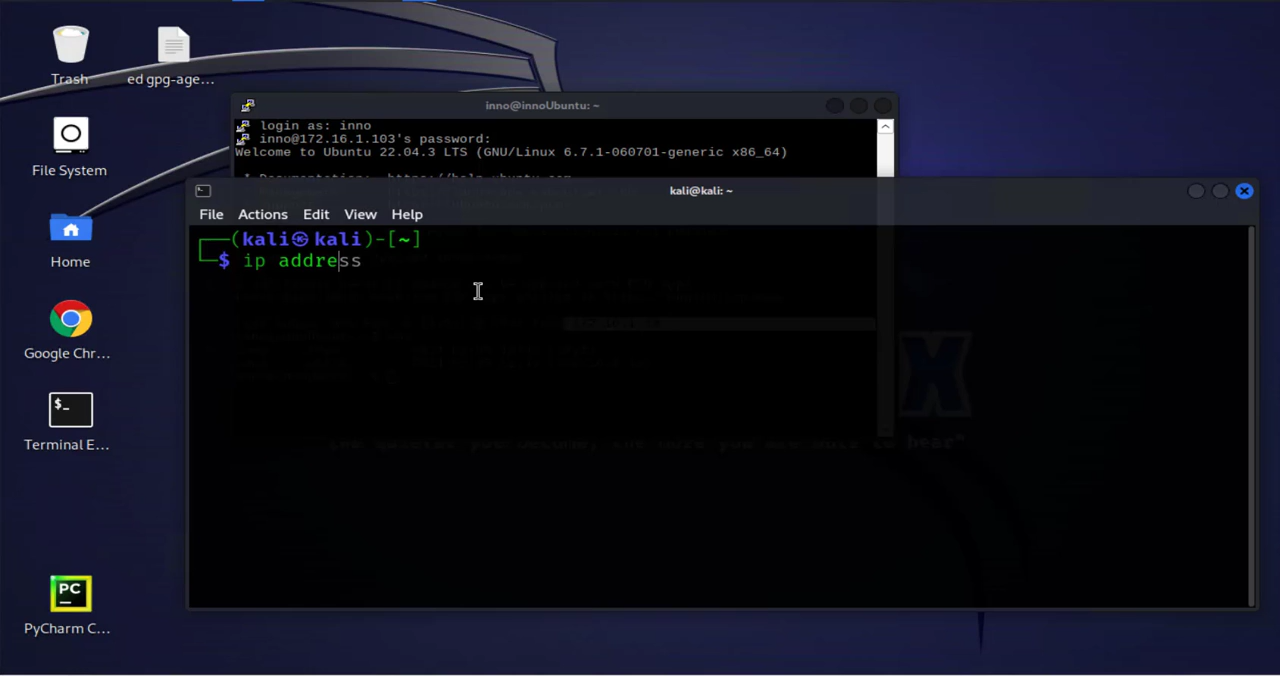 Trash
ed gpg-age...
File System
Home
Google Chr...
Terminal E...
PC
PyCharm C...
inno@innoUbuntu: ~
login as: inno
inno@172.16.1.103's password:
Welcome to Ubuntu 22.04.3 LTS (GNU/Linux 6.7.1-060701-generic x86_64)
kali@kali: ~
File Actions Edit View Help
┌──(kali㉿kali)-[~]
└─$ ip address